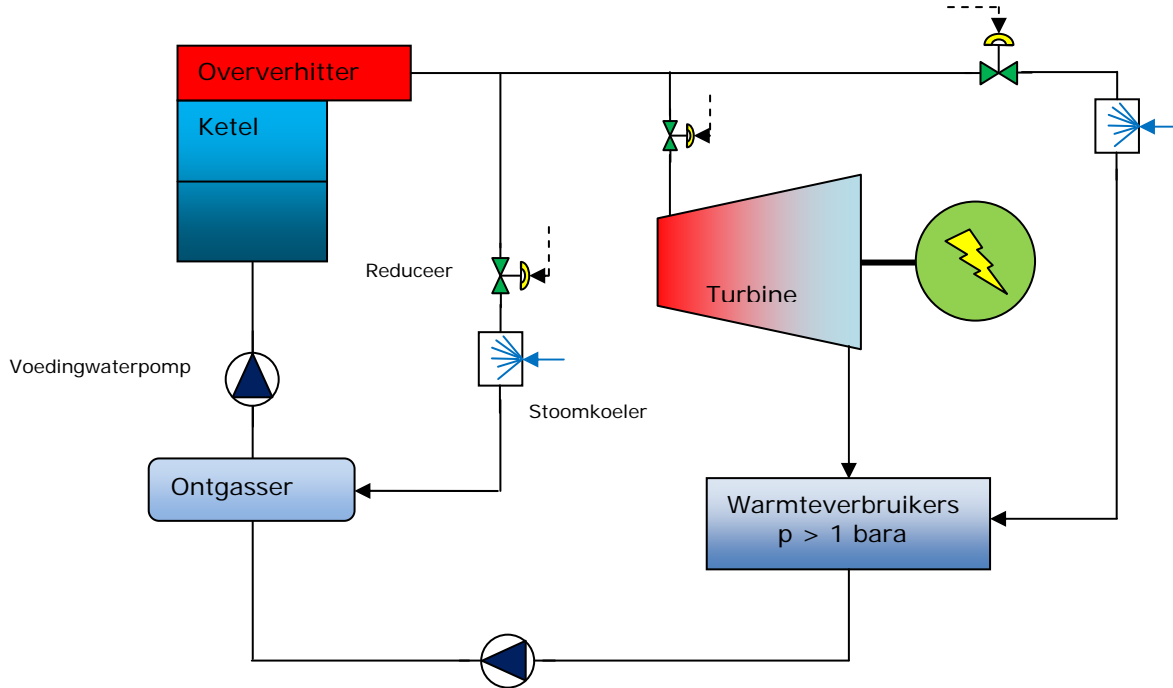 Oververhitter
Ketel
Reduceer
Turbine
Voedingwaterpomp
Stoomkoeler
Ontgasser
Warmteverbruikers
p > 1 bara